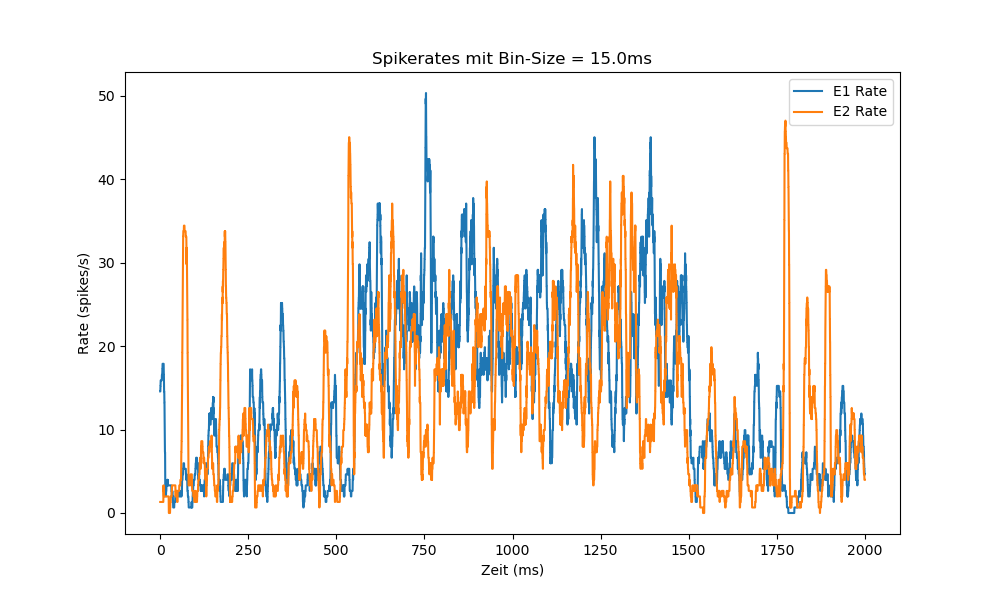 Spikerates mit Bin-Size = 15.0ms
E1 Rate
E2 Rate
50
40
30
20
10
0
Rate (spikes/s)
0 250 500 750 1000 1250 1500 1750 2000
Zeit (ms)